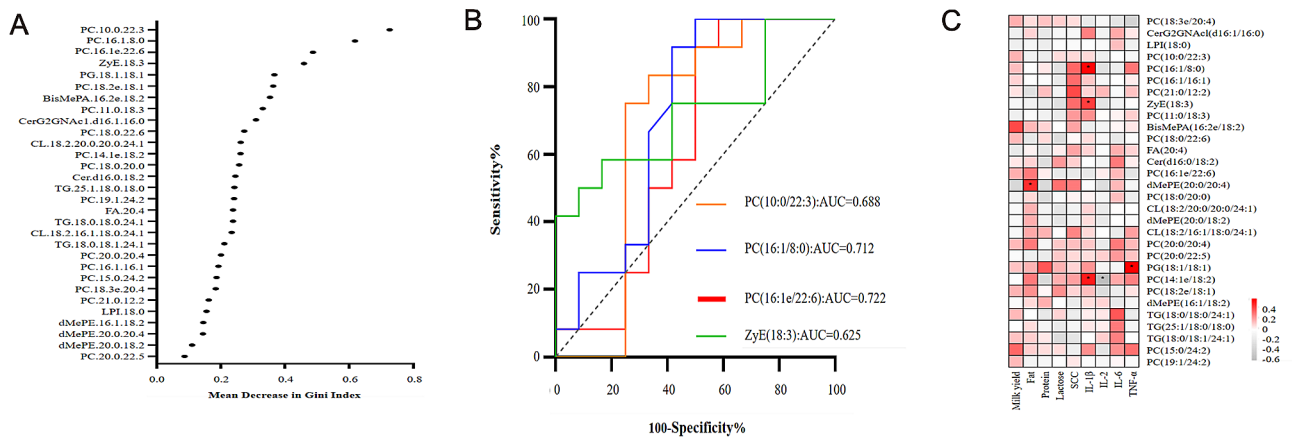 A
PC.10.0.22.3
PC.16.1.8.0
PC.16.1e.22.6
ZyE.18.3
PG.18.1.18.1
PC.18.2e.18.1
BisMePA.16.2e.18.2
PC.11.0.18.3
CerG2GNAc1.d16.1.16.0
PC.18.0.22.6
CL.18.2.20.0.20.0.24.1
PC.14.1e.18.2
PC.18.0.20.0
Cer.d16.0.18.2
TG.25.1.18.0.18.0
PC.19.1.24.2
FA.20.4
TG.18.0.18.0.24.1
CL.18.2.16.1.18.0.24.1
TG.18.0.18.1.24.1
PC.20.0.20.4
PC.16.1.16.1
PC.15.0.24.2
PC.18.3e.20.4
PC.21.0.12.2
LPI.18.0
dMePE.16.1.18.2
dMePE.20.0.20.4
dMePE.20.0.18.2
PC.20.0.22.5
0.0 0.2 0.4 0.6 0.8
Mean Decrease in Gini Index
B
Sensitivity%
100
80
60
40
20
0
PC(10:0/22:3):AUC=0.688
PC(16:1/8:0):AUC=0.712
PC(16:1e/22:6):AUC=0.722
ZyE(18:3):AUC=0.625
0 20 40 60 80 100
100-Specificity%
C
PC(18:3e/20:4)
CerG2GNAcl(d16:1/16:0)
LPI(18:0)
PC(10:0/22:3)
PC(16:1/8:0)
PC(16:1/16:1)
PC(21:0/12:2)
ZyE(18:3)
PC(11:0/18:3)
BisMePA(16:2e/18:2)
PC(18:0/22:6)
FA(20:4)
Cer(d16:0/18:2)
PC(16:1e/22:6)
dMePE(20:0/20:4)
PC(18:0/20:0)
CL(18:2/20:0/20:0/24:1)
dMePE(20:0/18:2)
CL(18:2/16:1/18:0/24:1)
PC(20:0/20:4)
PC(20:0/22:5)
PG(18:1/18:1)
PC(14:1e/18:2)
PC(18:2e/18:1)
dMePE(16:1/18:2)
TG(18:0/18:0/24:1)
TG(25:1/18:0/18:0)
TG(18:0/18:1/24:1)
PC(15:0/24:2)
PC(19:1/24:2)
Milk yield
Fat
Protein
Lactose
SCC
IL-1β
IL-2
IL-6
TNF-α
0.4
0.2
0
-0.2
-0.4
-0.6